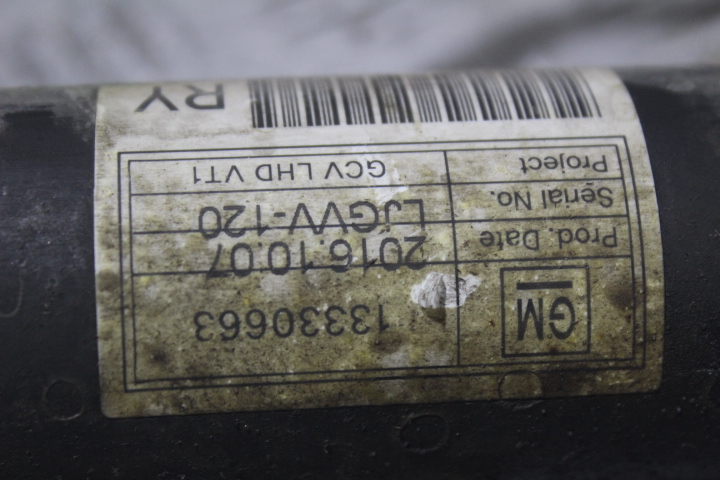 GM 13330663
Prod. Date 2016.10.07
Serial No. LJGVV-120
Project GCV LHD VT1
RY